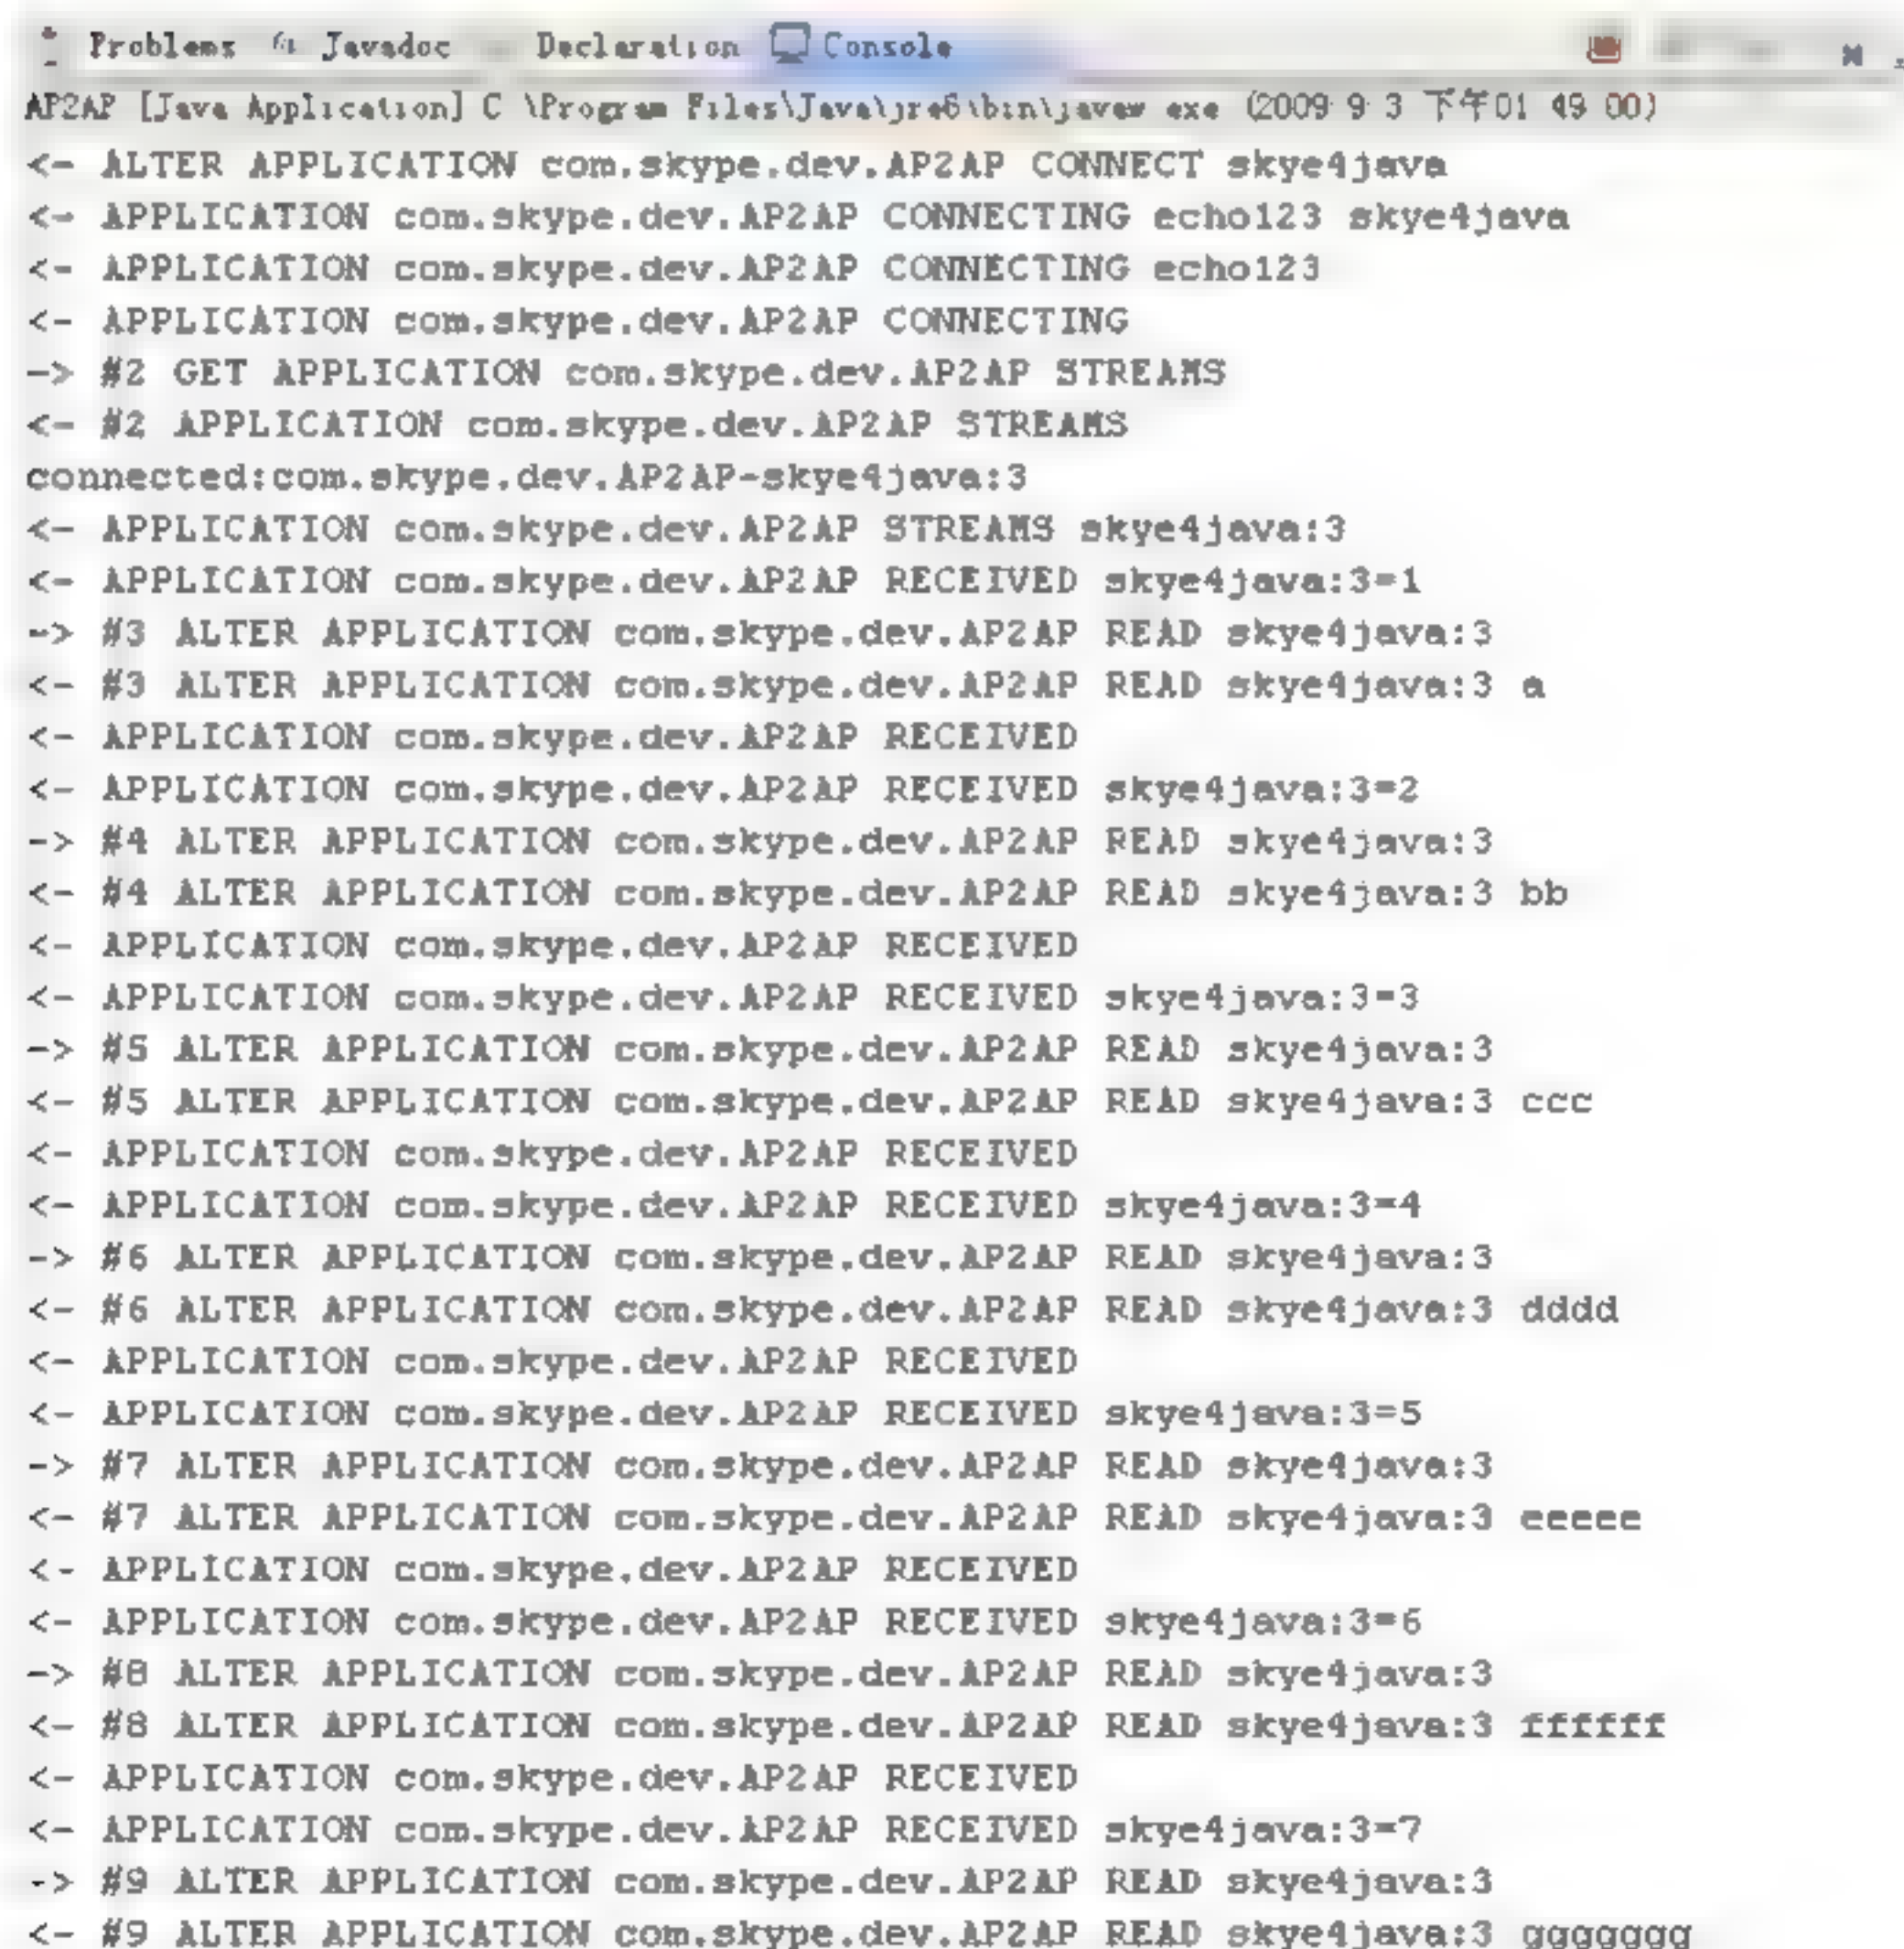 Problems Javadoc Declaration Console
AP2AP [Java Application] C \Program Files\Java\jre6\bin\javaw exe (2009 9 3 下午01 49 00)
<- ALTER APPLICATION com.skype.dev.AP2AP CONNECT skye4java
<- APPLICATION com.skype.dev.AP2AP CONNECTING echo123 skye4java
<- APPLICATION com.skype.dev.AP2AP CONNECTING echo123
<- APPLICATION com.skype.dev.AP2AP CONNECTING
-> #2 GET APPLICATION com.skype.dev.AP2AP STREAMS
<- #2 APPLICATION com.skype.dev.AP2AP STREAMS
connected:com.skype.dev.AP2AP-skye4java:3
<- APPLICATION com.skype.dev.AP2AP STREAMS skye4java:3
<- APPLICATION com.skype.dev.AP2AP RECEIVED skye4java:3=1
-> #3 ALTER APPLICATION com.skype.dev.AP2AP READ skye4java:3
<- #3 ALTER APPLICATION com.skype.dev.AP2AP READ skye4java:3 a
<- APPLICATION com.skype.dev.AP2AP RECEIVED
<- APPLICATION com.skype.dev.AP2AP RECEIVED skye4java:3=2
-> #4 ALTER APPLICATION com.skype.dev.AP2AP READ skye4java:3
<- #4 ALTER APPLICATION com.skype.dev.AP2AP READ skye4java:3 bb
<- APPLICATION com.skype.dev.AP2AP RECEIVED
<- APPLICATION com.skype.dev.AP2AP RECEIVED skye4java:3=3
-> #5 ALTER APPLICATION com.skype.dev.AP2AP READ skye4java:3
<- #5 ALTER APPLICATION com.skype.dev.AP2AP READ skye4java:3 ccc
<- APPLICATION com.skype.dev.AP2AP RECEIVED
<- APPLICATION com.skype.dev.AP2AP RECEIVED skye4java:3=4
-> #6 ALTER APPLICATION com.skype.dev.AP2AP READ skye4java:3
<- #6 ALTER APPLICATION com.skype.dev.AP2AP READ skye4java:3 dddd
<- APPLICATION com.skype.dev.AP2AP RECEIVED
<- APPLICATION com.skype.dev.AP2AP RECEIVED skye4java:3=5
-> #7 ALTER APPLICATION com.skype.dev.AP2AP READ skye4java:3
<- #7 ALTER APPLICATION com.skype.dev.AP2AP READ skye4java:3 eeeee
<- APPLICATION com.skype.dev.AP2AP RECEIVED
<- APPLICATION com.skype.dev.AP2AP RECEIVED skye4java:3=6
-> #8 ALTER APPLICATION com.skype.dev.AP2AP READ skye4java:3
<- #8 ALTER APPLICATION com.skype.dev.AP2AP READ skye4java:3 ffffff
<- APPLICATION com.skype.dev.AP2AP RECEIVED
<- APPLICATION com.skype.dev.AP2AP RECEIVED skye4java:3=7
-> #9 ALTER APPLICATION com.skype.dev.AP2AP READ skye4java:3
<- #9 ALTER APPLICATION com.skype.dev.AP2AP READ skye4java:3 ggggggg